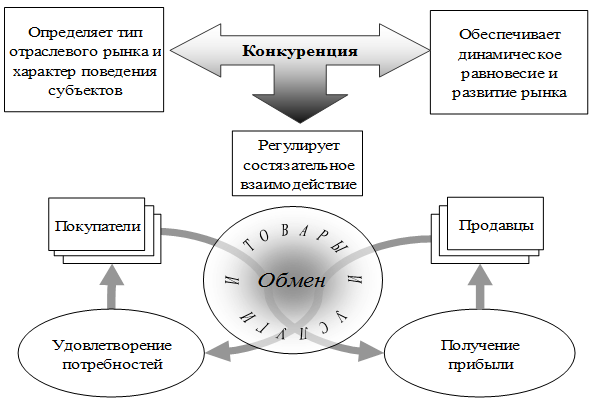 Определяет тип
отраслевого рынка и
характер поведения
субъектов
Конкуренция
Обеспечивает
динамическое
равновесие и
развитие рынка
Регулирует
состязательное
взаимодействие
Покупатели
Продавцы
И ТОВАРЫ И УСЛУГИ
Обмен
Удовлетворение
потребностей
Получение
прибыли